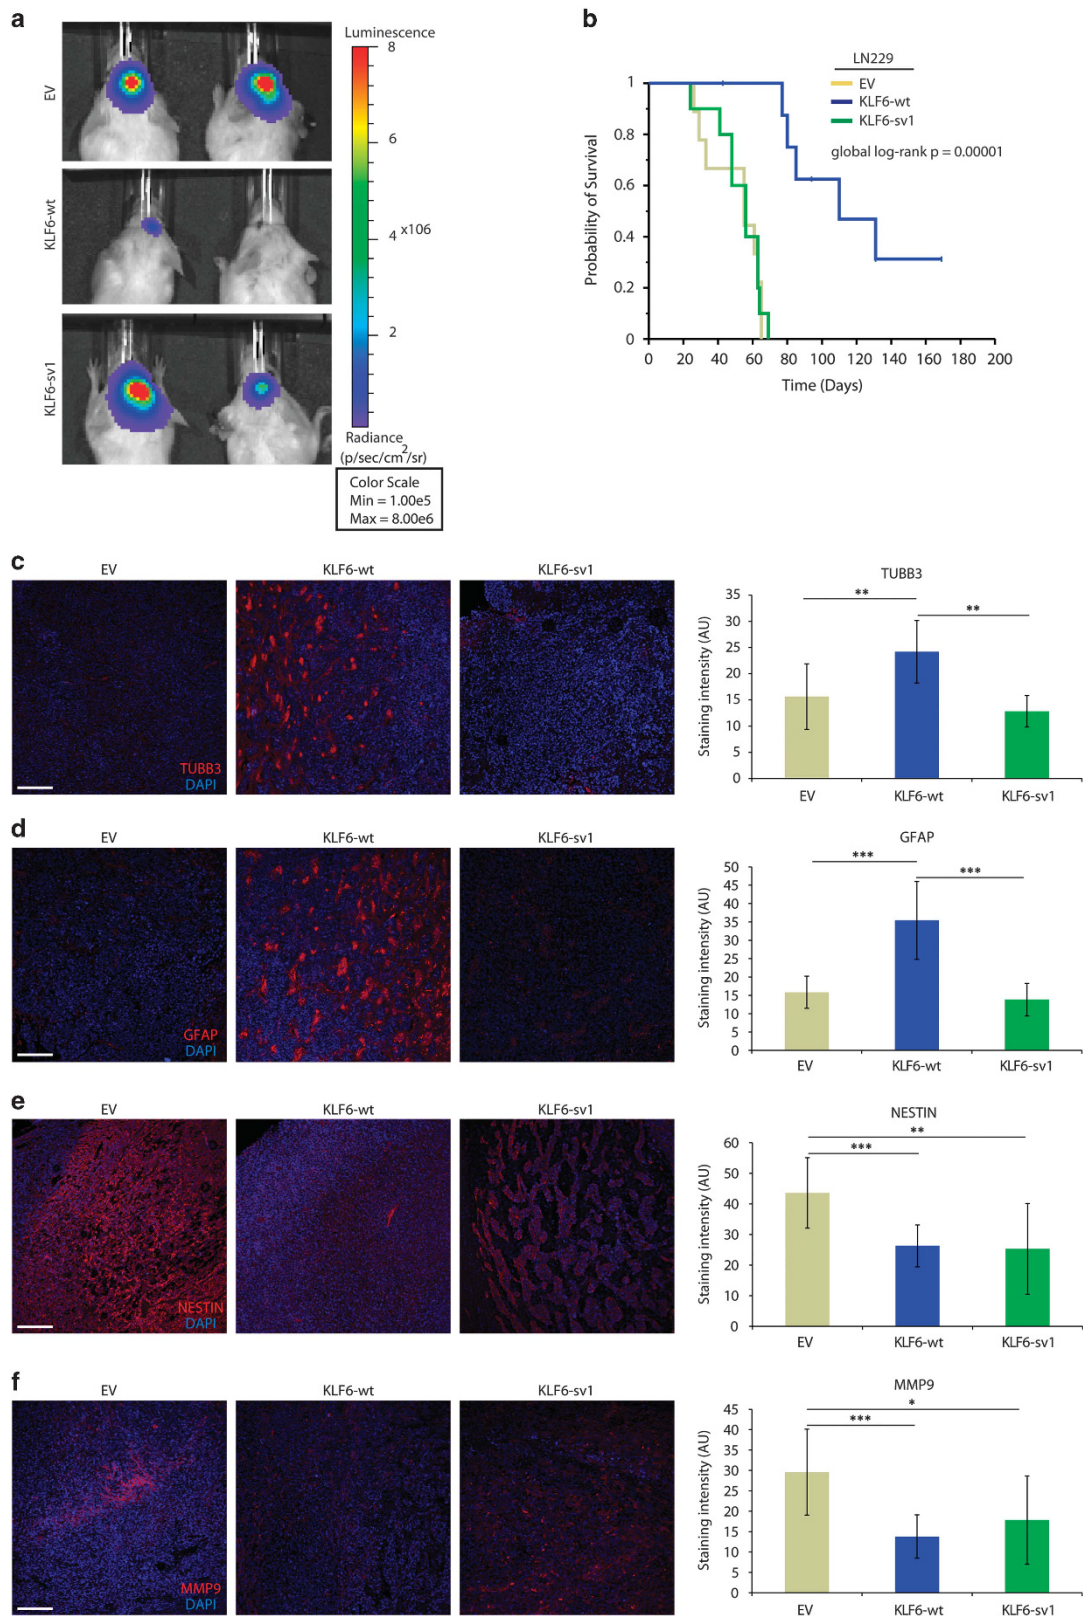 a
Luminescence
8
6
4 x106
2
EV
KLF6-wt
KLF6-sv1
Radiance
(p/sec/cm2/sr)
Color Scale
Min = 1.00e5
Max = 8.00e6
b
LN229
EV
KLF6-wt
KLF6-sv1
global log-rank p = 0.00001
Probability of Survival
1
0.8
0.6
0.4
0.2
0
0 20 40 60 80 100 120 140 160 180 200
Time (Days)
c
EV KLF6-wt KLF6-sv1
TUBB3
DAPI
TUBB3
** **
Staining intensity (AU)
35
30
25
20
15
10
5
0
EV KLF6-wt KLF6-sv1
d
EV KLF6-wt KLF6-sv1
GFAP
DAPI
GFAP
*** ***
Staining intensity (AU)
50
45
40
35
30
25
20
15
10
5
0
EV KLF6-wt KLF6-sv1
e
EV KLF6-wt KLF6-sv1
NESTIN
DAPI
NESTIN
**
***
Staining intensity (AU)
60
50
40
30
20
10
0
EV KLF6-wt KLF6-sv1
f
EV KLF6-wt KLF6-sv1
MMP9
DAPI
MMP9
*
***
Staining intensity (AU)
45
40
35
30
25
20
15
10
5
0
EV KLF6-wt KLF6-sv1